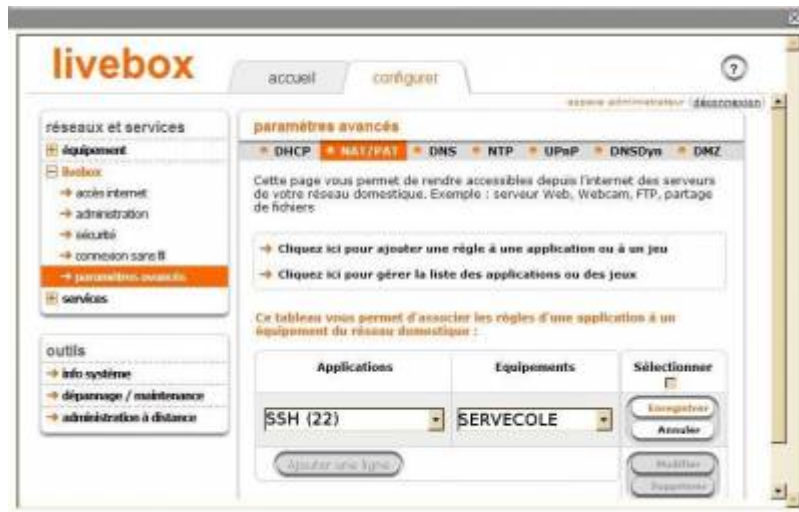 livebox
accueil
configurer
?
espace administrateur (déconnexion)
réseaux et services
équipement
livebox
accès internet
administration
sécurité
connexion sans fil
paramètres avancés
services
outils
info système
dépannage / maintenance
administration à distance
paramètres avancés
DHCP NAT/PAT DNS NTP UPnP DNSDyn DMZ
Cette page vous permet de rendre accessibles depuis l'internet des serveurs
de votre réseau domestique. Exemple : serveur Web, Webcam, FTP, partage
de fichiers
Cliquez ici pour ajouter une règle à une application ou à un jeu
Cliquez ici pour gérer la liste des applications ou des jeux
Ce tableau vous permet d'associer les règles d'une application à un
équipement du réseau domestique :
Applications Equipements Sélectionner
SSH (22) SERVECOLE Enregistrer
Annuler
Ajouter une ligne Modifier
Supprimer